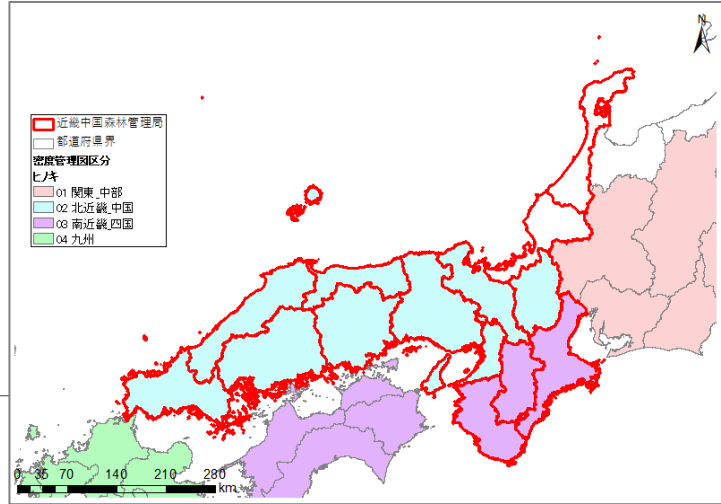 N
近畿中国森林管理局
都道府県界
密度管理図区分
ヒノキ
01 関東_中部
02 北近畿_中国
03 南近畿_四国
04 九州
0 35 70 140 210 280
km